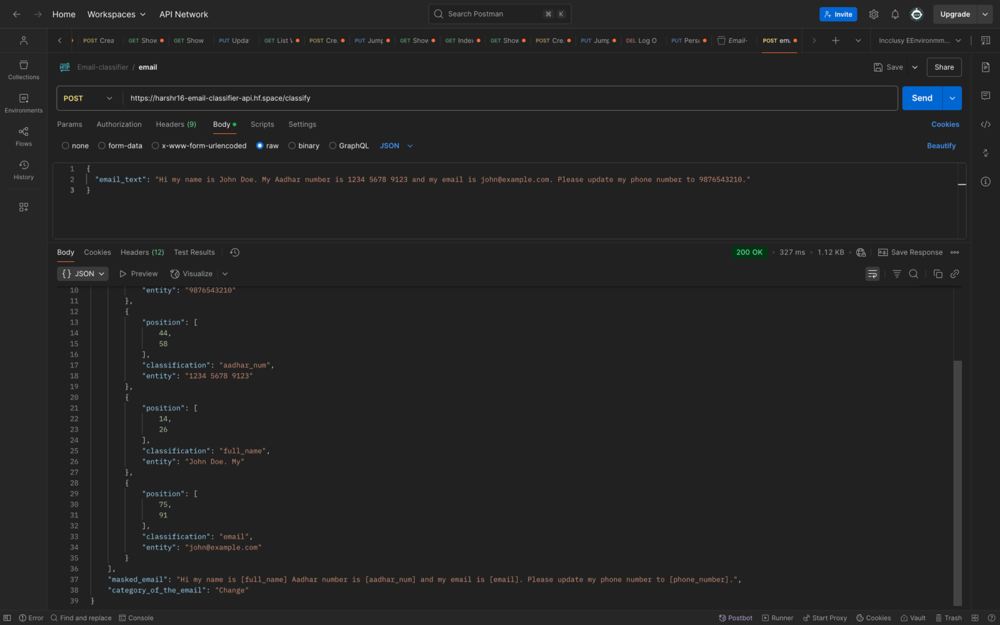 Home Workspaces API Network Search Postman ⌘ K Invite Upgrade
POST Crea GET Show GET Show PUT Updat GET List V POST Cre. PUT Jump GET Show GET Index GET Show POST Cre. PUT Jump DEL Log O PUT Perso Email- POST ema Incclusy EEnvironmm...
HTTP Email-classifier / email Save Share
Collections
Environments
Flows
History
POST https://harshr16-email-classifier-api.hf.space/classify Send
Params Authorization Headers (9) Body Scripts Settings Cookies
none form-data x-www-form-urlencoded raw binary GraphQL JSON Beautify
1 {
2 "email_text": "Hi my name is John Doe. My Aadhar number is 1234 5678 9123 and my email is john@example.com. Please update my phone number to 9876543210."
3 }
Body Cookies Headers (12) Test Results 200 OK • 327 ms • 1.12 KB • e.g. Save Response
{} JSON Preview Visualize
10 "entity": "9876543210"
11 },
12 {
13 "position": [
14 44,
15 58
16 ],
17 "classification": "aadhar_num",
18 "entity": "1234 5678 9123"
19 },
20 {
21 "position": [
22 14,
23 26
24 ],
25 "classification": "full_name",
26 "entity": "John Doe. My"
27 },
28 {
29 "position": [
30 75,
31 91
32 ],
33 "classification": "email",
34 "entity": "john@example.com"
35 }
36 ],
37 "masked_email": "Hi my name is [full_name] Aadhar number is [aadhar_num] and my email is [email]. Please update my phone number to [phone_number].",
38 "category_of_the_email": "Change"
39 }
Error Find and replace Console Postbot Runner Start Proxy Cookies Vault Trash